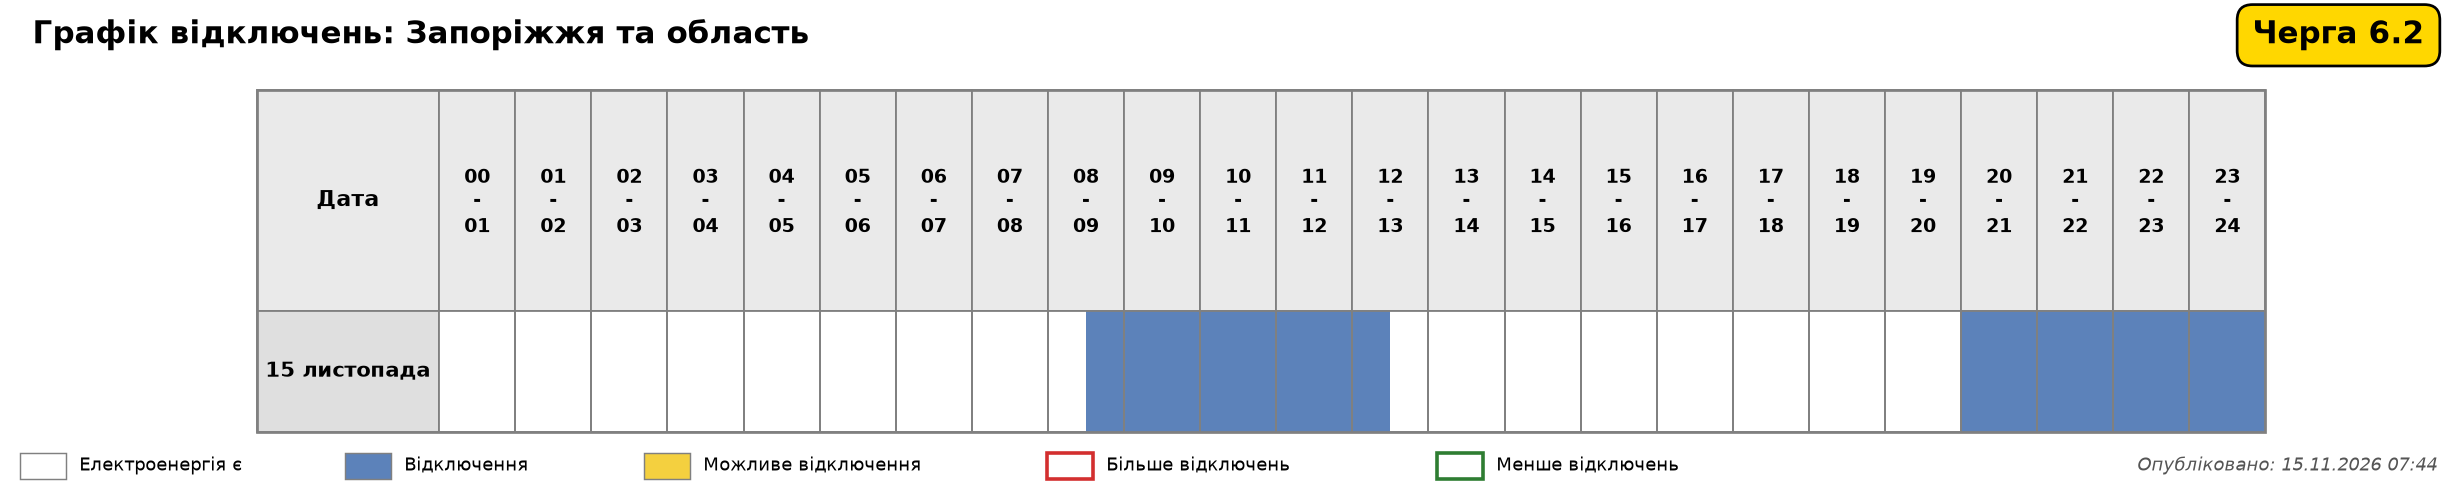 Графік відключень: Запоріжжя та область
Черга 6.2
Дата
00 - 01
01 - 02
02 - 03
03 - 04
04 - 05
05 - 06
06 - 07
07 - 08
08 - 09
09 - 10
10 - 11
11 - 12
12 - 13
13 - 14
14 - 15
15 - 16
16 - 17
17 - 18
18 - 19
19 - 20
20 - 21
21 - 22
22 - 23
23 - 24
15 листопада
Електроенергія є
Відключення
Можливе відключення
Більше відключень
Менше відключень
Опубліковано: 15.11.2026 07:44